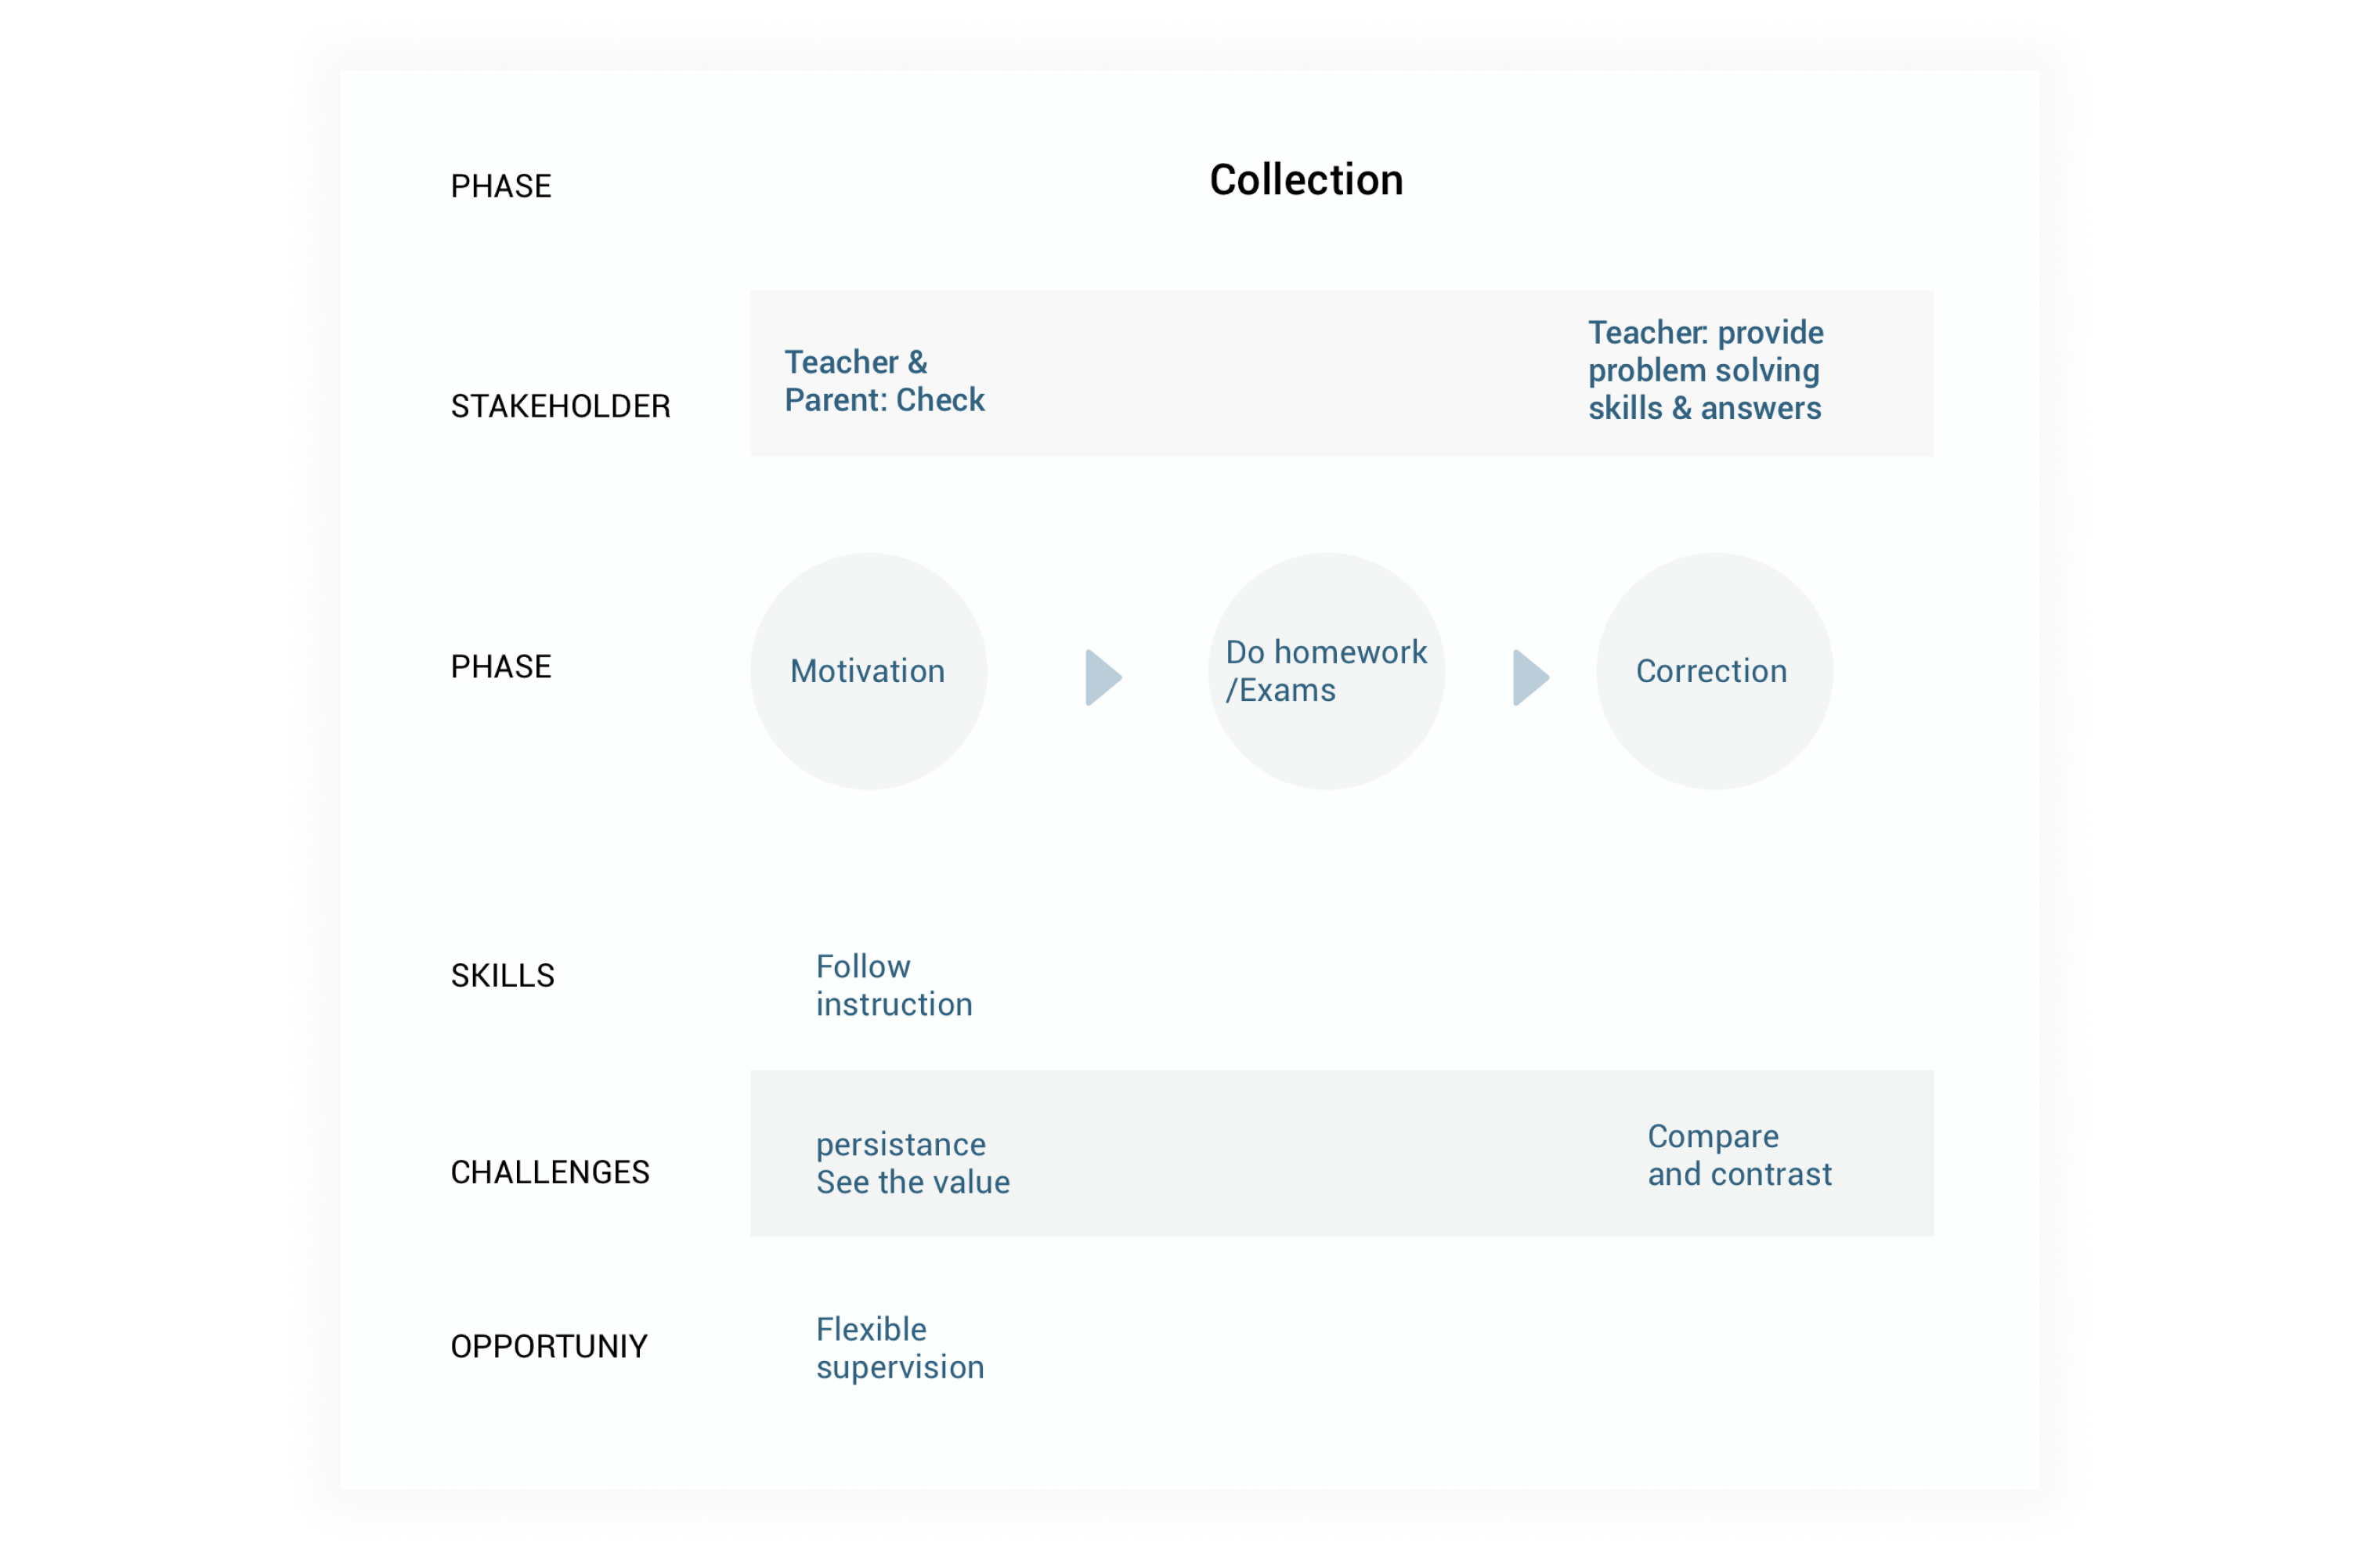 PHASE
Collection
STAKEHOLDER
Teacher &
Parent: Check
Teacher: provide
problem solving
skills & answers
PHASE
Motivation
Do homework
/Exams
Correction
SKILLS
Follow
instruction
CHALLENGES
persistance
See the value
Compare
and contrast
OPPORTUNIY
Flexible
supervision